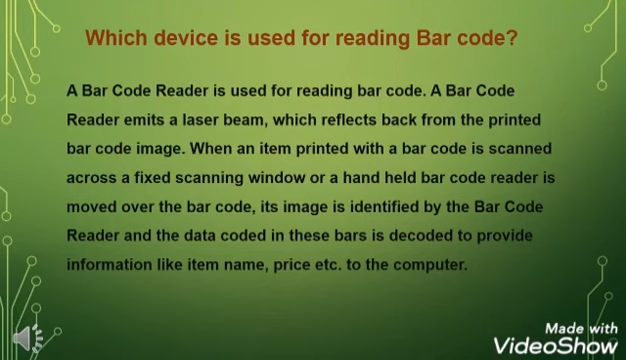 Which device is used for reading Bar code?
A Bar Code Reader is used for reading bar code. A Bar Code
Reader emits a laser beam, which reflects back from the printed
bar code image. When an item printed with a bar code is scanned
across a fixed scanning window or a hand held bar code reader is
moved over the bar code, its image is identified by the Bar Code
Reader and the data coded in these bars is decoded to provide
information like item name, price etc. to the computer.
Made with
VideoShow